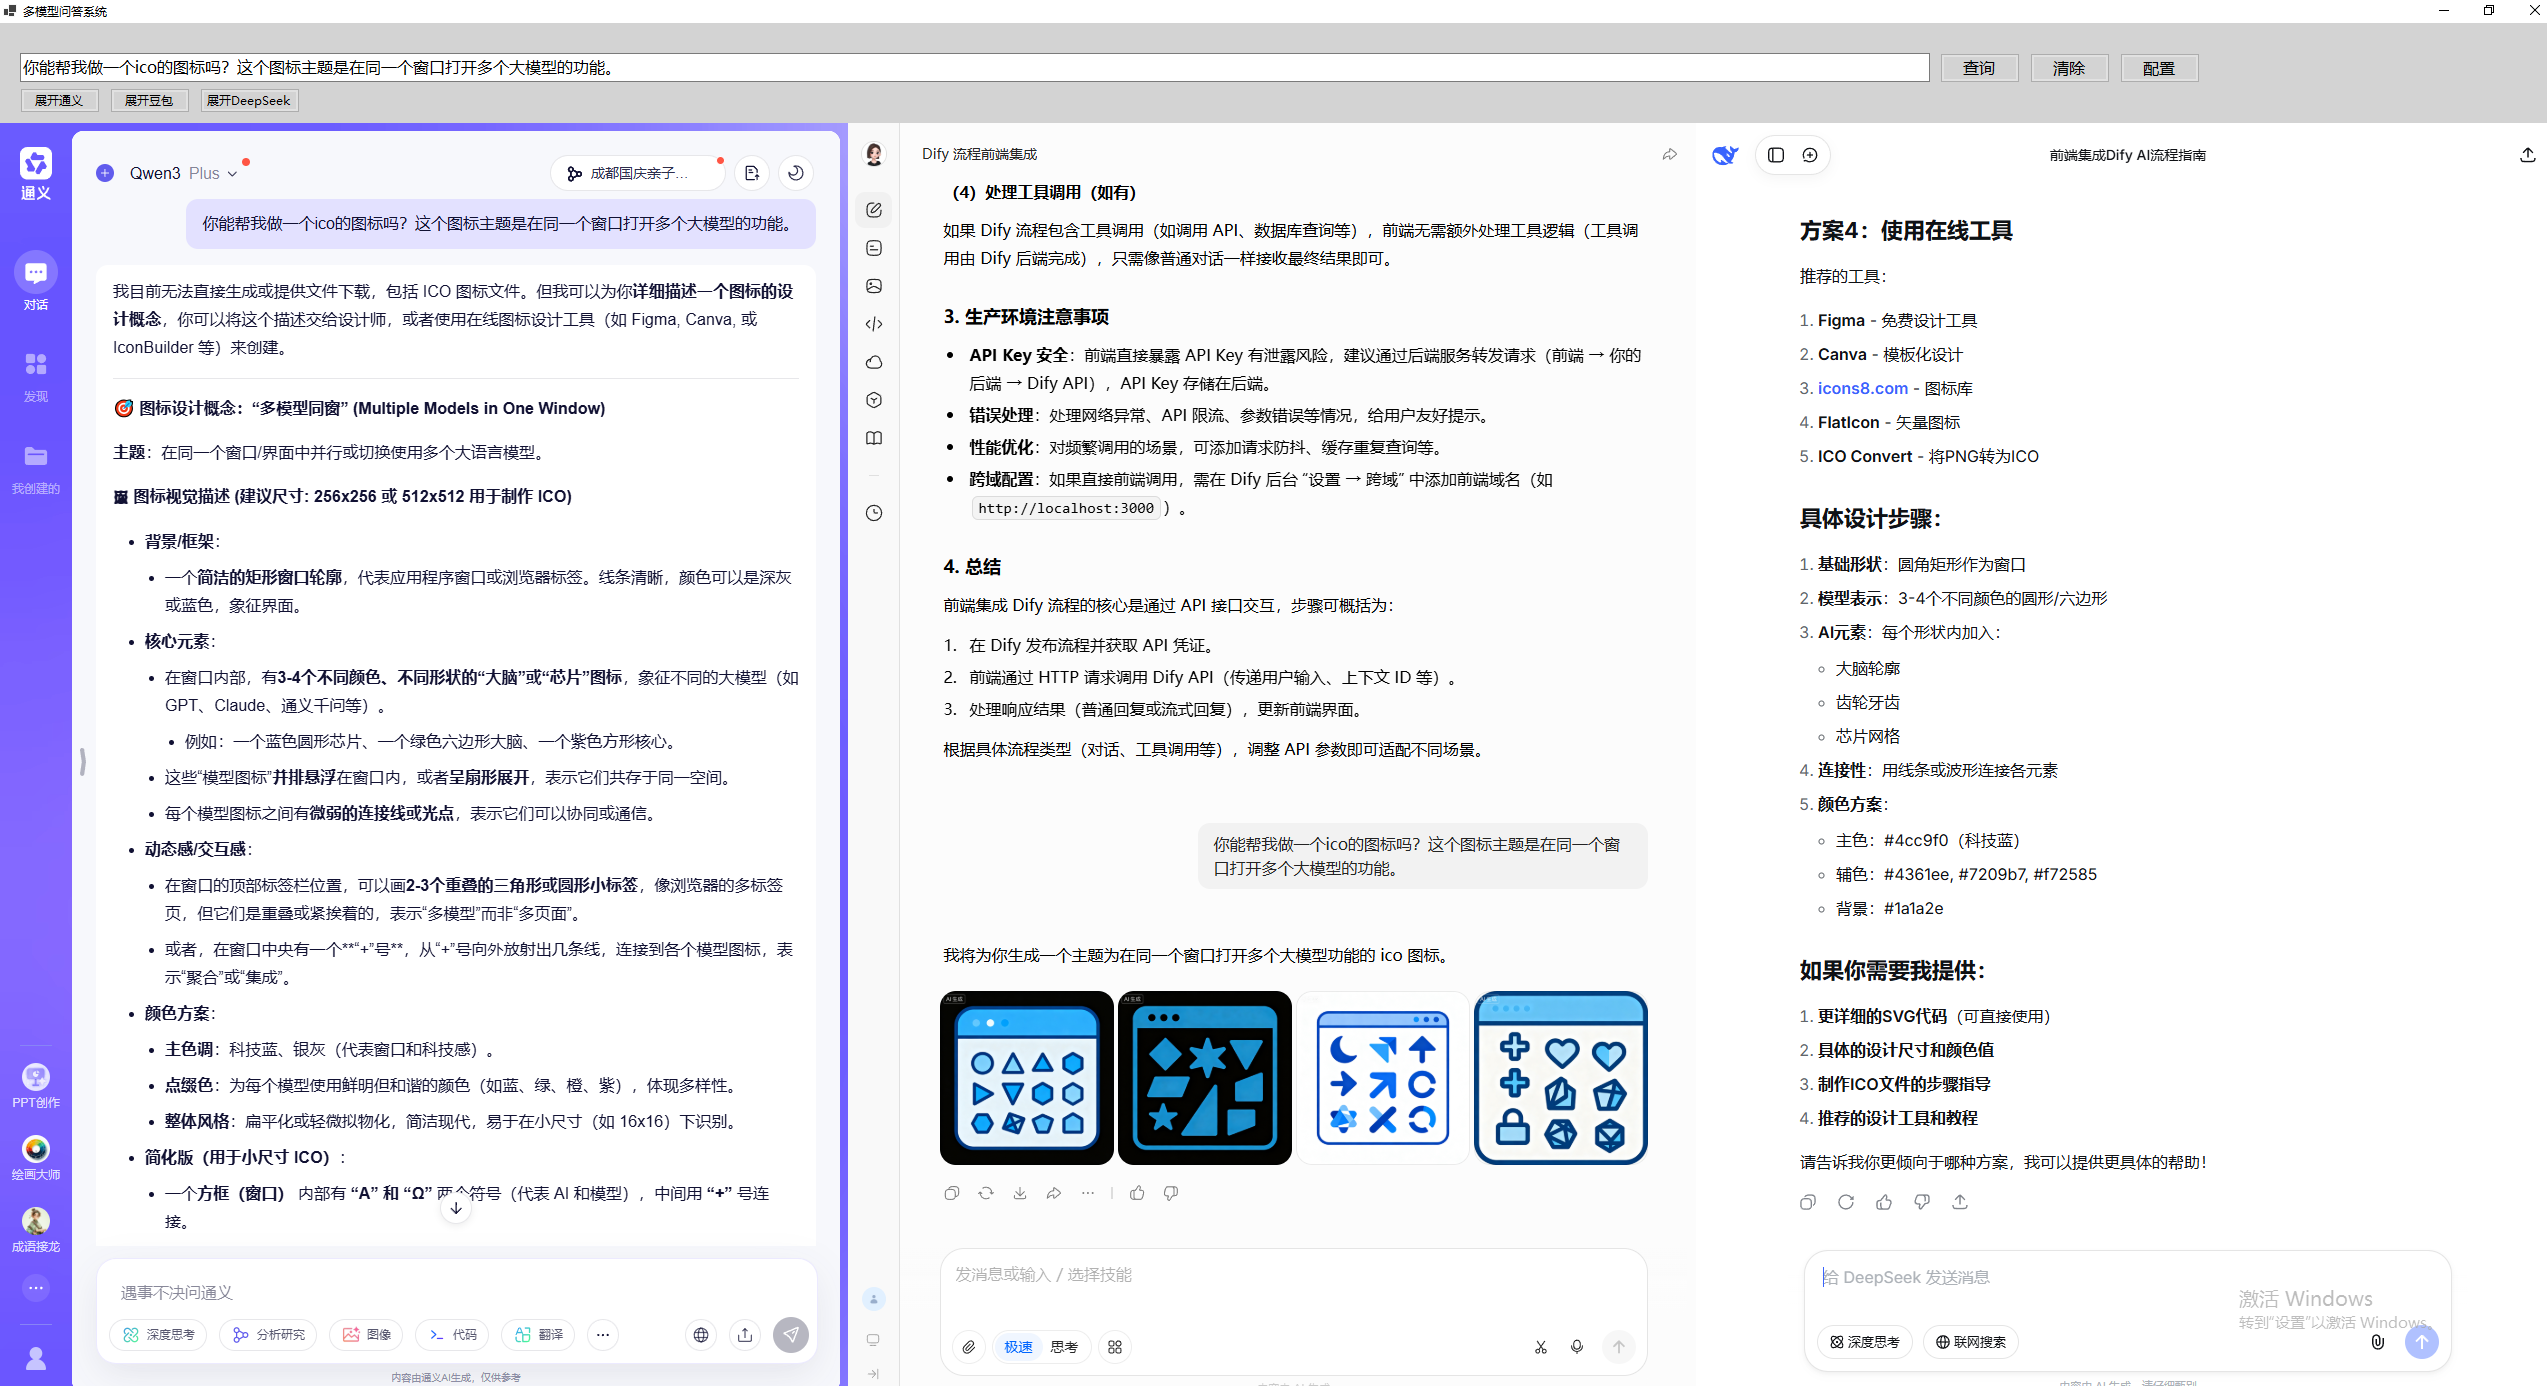 多模型问答系统
你能帮我做一个ico的图标吗？这个图标主题是在同一个窗口打开多个大模型的功能。
查询
清除
配置
展开通义
展开豆包
展开DeepSeek
通义
对话
发现
我创建的
PPT创作
绘画大师
成语接龙
Qwen3 Plus
成都国庆亲子...
你能帮我做一个ico的图标吗？这个图标主题是在同一个窗口打开多个大模型的功能。
我目前无法直接生成或提供文件下载，包括 ICO 图标文件。但我可以为你详细描述一个图标的设
计概念，你可以将这个描述交给设计师，或者使用在线图标设计工具（如 Figma, Canva, 或
IconBuilder 等）来创建。
🎯 图标设计概念：“多模型同窗” (Multiple Models in One Window)
主题：在同一个窗口/界面中并行或切换使用多个大语言模型。
图标视觉描述 (建议尺寸: 256x256 或 512x512 用于制作 ICO)
• 背景/框架：
• 一个简洁的矩形窗口轮廓，代表应用程序窗口或浏览器标签。线条清晰，颜色可以是深灰
或蓝色，象征界面。
• 核心元素：
• 在窗口内部，有3-4个不同颜色、不同形状的“大脑”或“芯片”图标，象征不同的大模型（如
GPT、Claude、通义千问等）。
• 例如：一个蓝色圆形芯片、一个绿色六边形大脑、一个紫色方形核心。
• 这些“模型图标”并排悬浮在窗口内，或者呈扇形展开，表示它们共存于同一空间。
• 每个模型图标之间有微弱的连接线或光点，表示它们可以协同或通信。
• 动态感/交互感：
• 在窗口的顶部标签栏位置，可以画2-3个重叠的三角形或圆形小标签，像浏览器的多标签
页，但它们是重叠或紧挨着的，表示“多模型”而非“多页面”。
• 或者，在窗口中央有一个**“+”号**，从“+”号向外放射出几条线，连接到各个模型图标，表
示“聚合”或“集成”。
• 颜色方案：
• 主色调：科技蓝、银灰（代表窗口和科技感）。
• 点缀色：为每个模型使用鲜明但和谐的颜色（如蓝、绿、橙、紫），体现多样性。
• 整体风格：扁平化或轻微拟物化，简洁现代，易于在小尺寸（如 16x16）下识别。
• 简化版（用于小尺寸 ICO）：
• 一个方框（窗口） 内部有 “A” 和 “Ω” 两个符号（代表 AI 和模型），中间用 “+” 号连
接。
遇事不决问通义
深度思考
分析研究
图像
代码
翻译
内容由通义AI生成，仅供参考
Dify 流程前端集成
（4）处理工具调用（如有）
如果 Dify 流程包含工具调用（如调用 API、数据库查询等），前端无需额外处理工具逻辑（工具调
用由 Dify 后端完成），只需像普通对话一样接收最终结果即可。
3. 生产环境注意事项
• API Key 安全：前端直接暴露 API Key 有泄露风险，建议通过后端服务转发请求（前端 → 你的
后端 → Dify API），API Key 存储在后端。
• 错误处理：处理网络异常、API 限流、参数错误等情况，给用户友好提示。
• 性能优化：对频繁调用的场景，可添加请求防抖、缓存重复查询等。
• 跨域配置：如果直接前端调用，需在 Dify 后台 “设置 → 跨域” 中添加前端域名（如
http://localhost:3000 ）。
4. 总结
前端集成 Dify 流程的核心是通过 API 接口交互，步骤可概括为：
1. 在 Dify 发布流程并获取 API 凭证。
2. 前端通过 HTTP 请求调用 Dify API（传递用户输入、上下文 ID 等）。
3. 处理响应结果（普通回复或流式回复），更新前端界面。
根据具体流程类型（对话、工具调用等），调整 API 参数即可适配不同场景。
你能帮我做一个ico的图标吗？这个图标主题是在同一个窗
口打开多个大模型的功能。
我将为你生成一个主题为在同一个窗口打开多个大模型功能的 ico 图标。
AI 生成
AI 生成
发消息或输入 / 选择技能
极速
思考
前端集成Dify AI流程指南
方案4：使用在线工具
推荐的工具：
1. Figma - 免费设计工具
2. Canva - 模板化设计
3. icons8.com - 图标库
4. FlatIcon - 矢量图标
5. ICO Convert - 将PNG转为ICO
具体设计步骤：
1. 基础形状：圆角矩形作为窗口
2. 模型表示：3-4个不同颜色的圆形/六边形
3. AI元素：每个形状内加入：
大脑轮廓
齿轮牙齿
芯片网格
4. 连接性：用线条或波形连接各元素
5. 颜色方案：
主色：#4cc9f0（科技蓝）
辅色：#4361ee, #7209b7, #f72585
背景：#1a1a2e
如果你需要我提供：
1. 更详细的SVG代码（可直接使用）
2. 具体的设计尺寸和颜色值
3. 制作ICO文件的步骤指导
4. 推荐的设计工具和教程
请告诉我你更倾向于哪种方案，我可以提供更具体的帮助！
给 DeepSeek 发送消息
深度思考
联网搜索
激活 Windows
转到“设置”以激活 Windows。